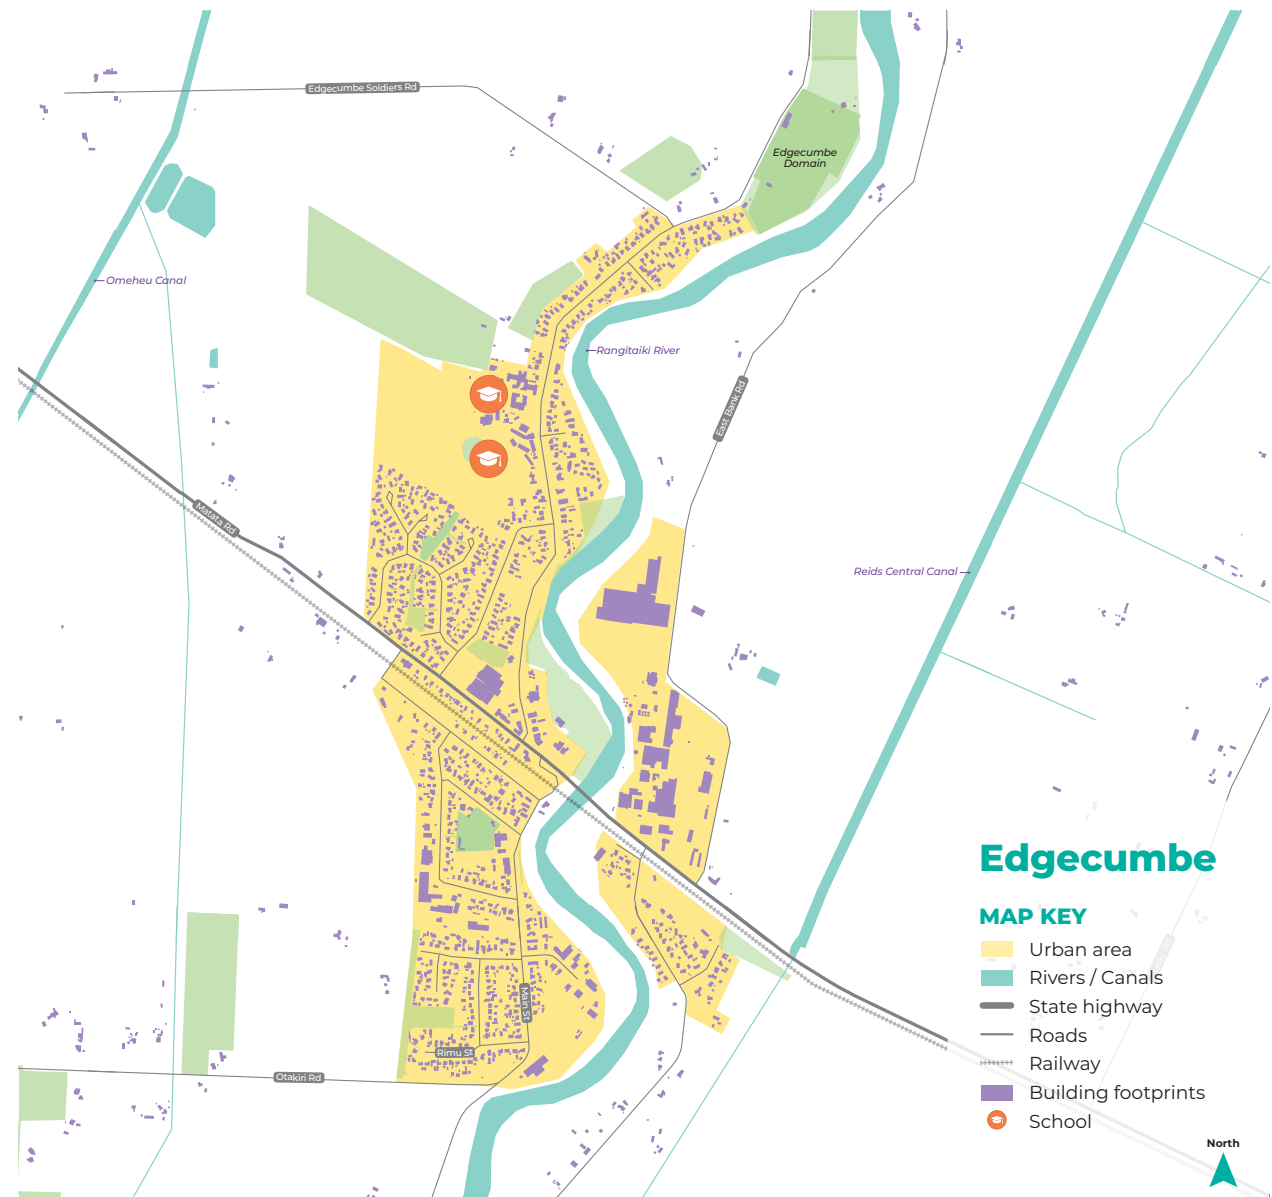 Edgecumbe Soldiers Rd
Edgecumbe
Domain
Omeheu Canal
Rangitaiki River
East Bank Rd
Matata Rd
Reids Central Canal
Main St
Rimu St
Otakiri Rd
Edgecumbe
MAP KEY
Urban area
Rivers / Canals
State highway
Roads
Railway
Building footprints
School
North